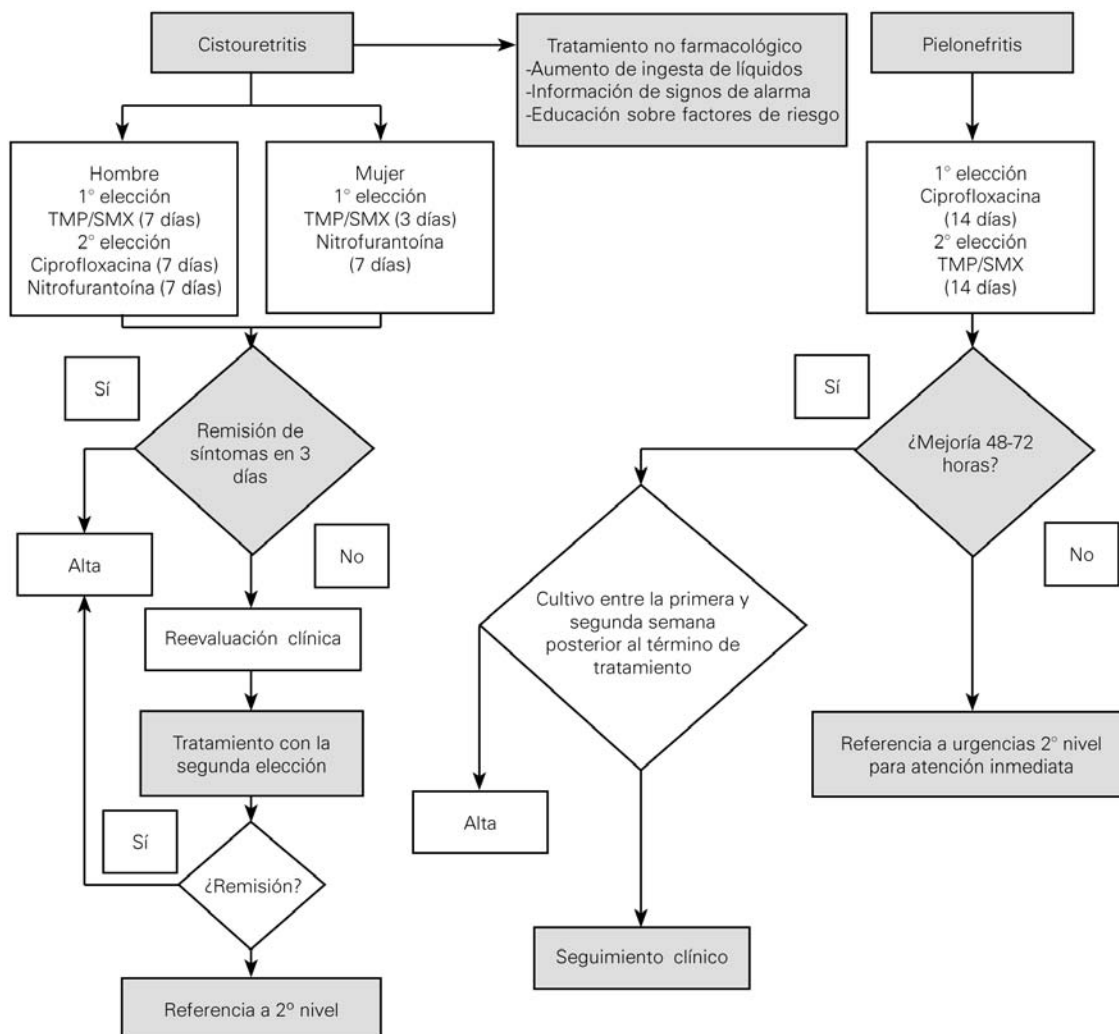 Cistouretritis
Tratamiento no farmacológico
-Aumento de ingesta de líquidos
-Información de signos de alarma
-Educación sobre factores de riesgo
Pielonefritis
Hombre
1° elección
TMP/SMX (7 días)
2° elección
Ciprofloxacina (7 días)
Nitrofurantoína (7 días)
Mujer
1° elección
TMP/SMX (3 días)
Nitrofurantoína
(7 días)
1° elección
Ciprofloxacina
(14 días)
2° elección
TMP/SMX
(14 días)
Sí
Remisión de
síntomas en 3
días
No
Alta
Reevaluación clínica
Tratamiento con la
segunda elección
Sí
¿Remisión?
Referencia a 2º nivel
Sí
¿Mejoría 48-72
horas?
No
Cultivo entre la primera y
segunda semana
posterior al término de
tratamiento
Alta
Seguimiento clínico
Referencia a urgencias 2° nivel
para atención inmediata